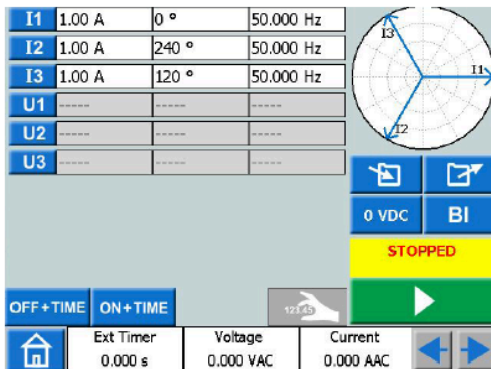 I1 1.00 A 0 ° 50.000 Hz
I2 1.00 A 240 ° 50.000 Hz
I3 1.00 A 120 ° 50.000 Hz
U1 ----- ----- -----
U2 ----- ----- -----
U3 ----- ----- -----
I3
I1
I2
0 VDC BI
STOPPED
OFF+TIME ON+TIME 123.45
Ext Timer Voltage Current
0.000 s 0.000 VAC 0.000 AAC